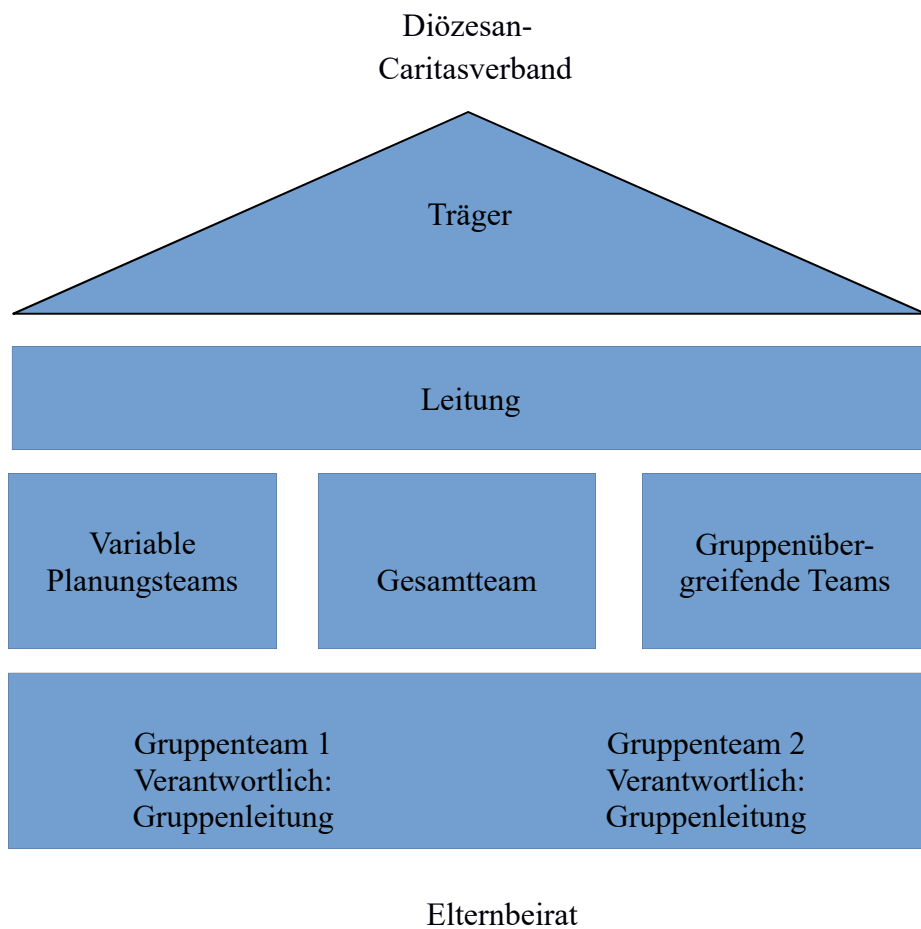 Diözesan-
Caritasverband
Träger
Leitung
Variable
Planungsteams
Gesamtteam
Gruppenüber-
greifende Teams
Gruppenteam 1
Verantwortlich:
Gruppenleitung
Gruppenteam 2
Verantwortlich:
Gruppenleitung
Elternbeirat